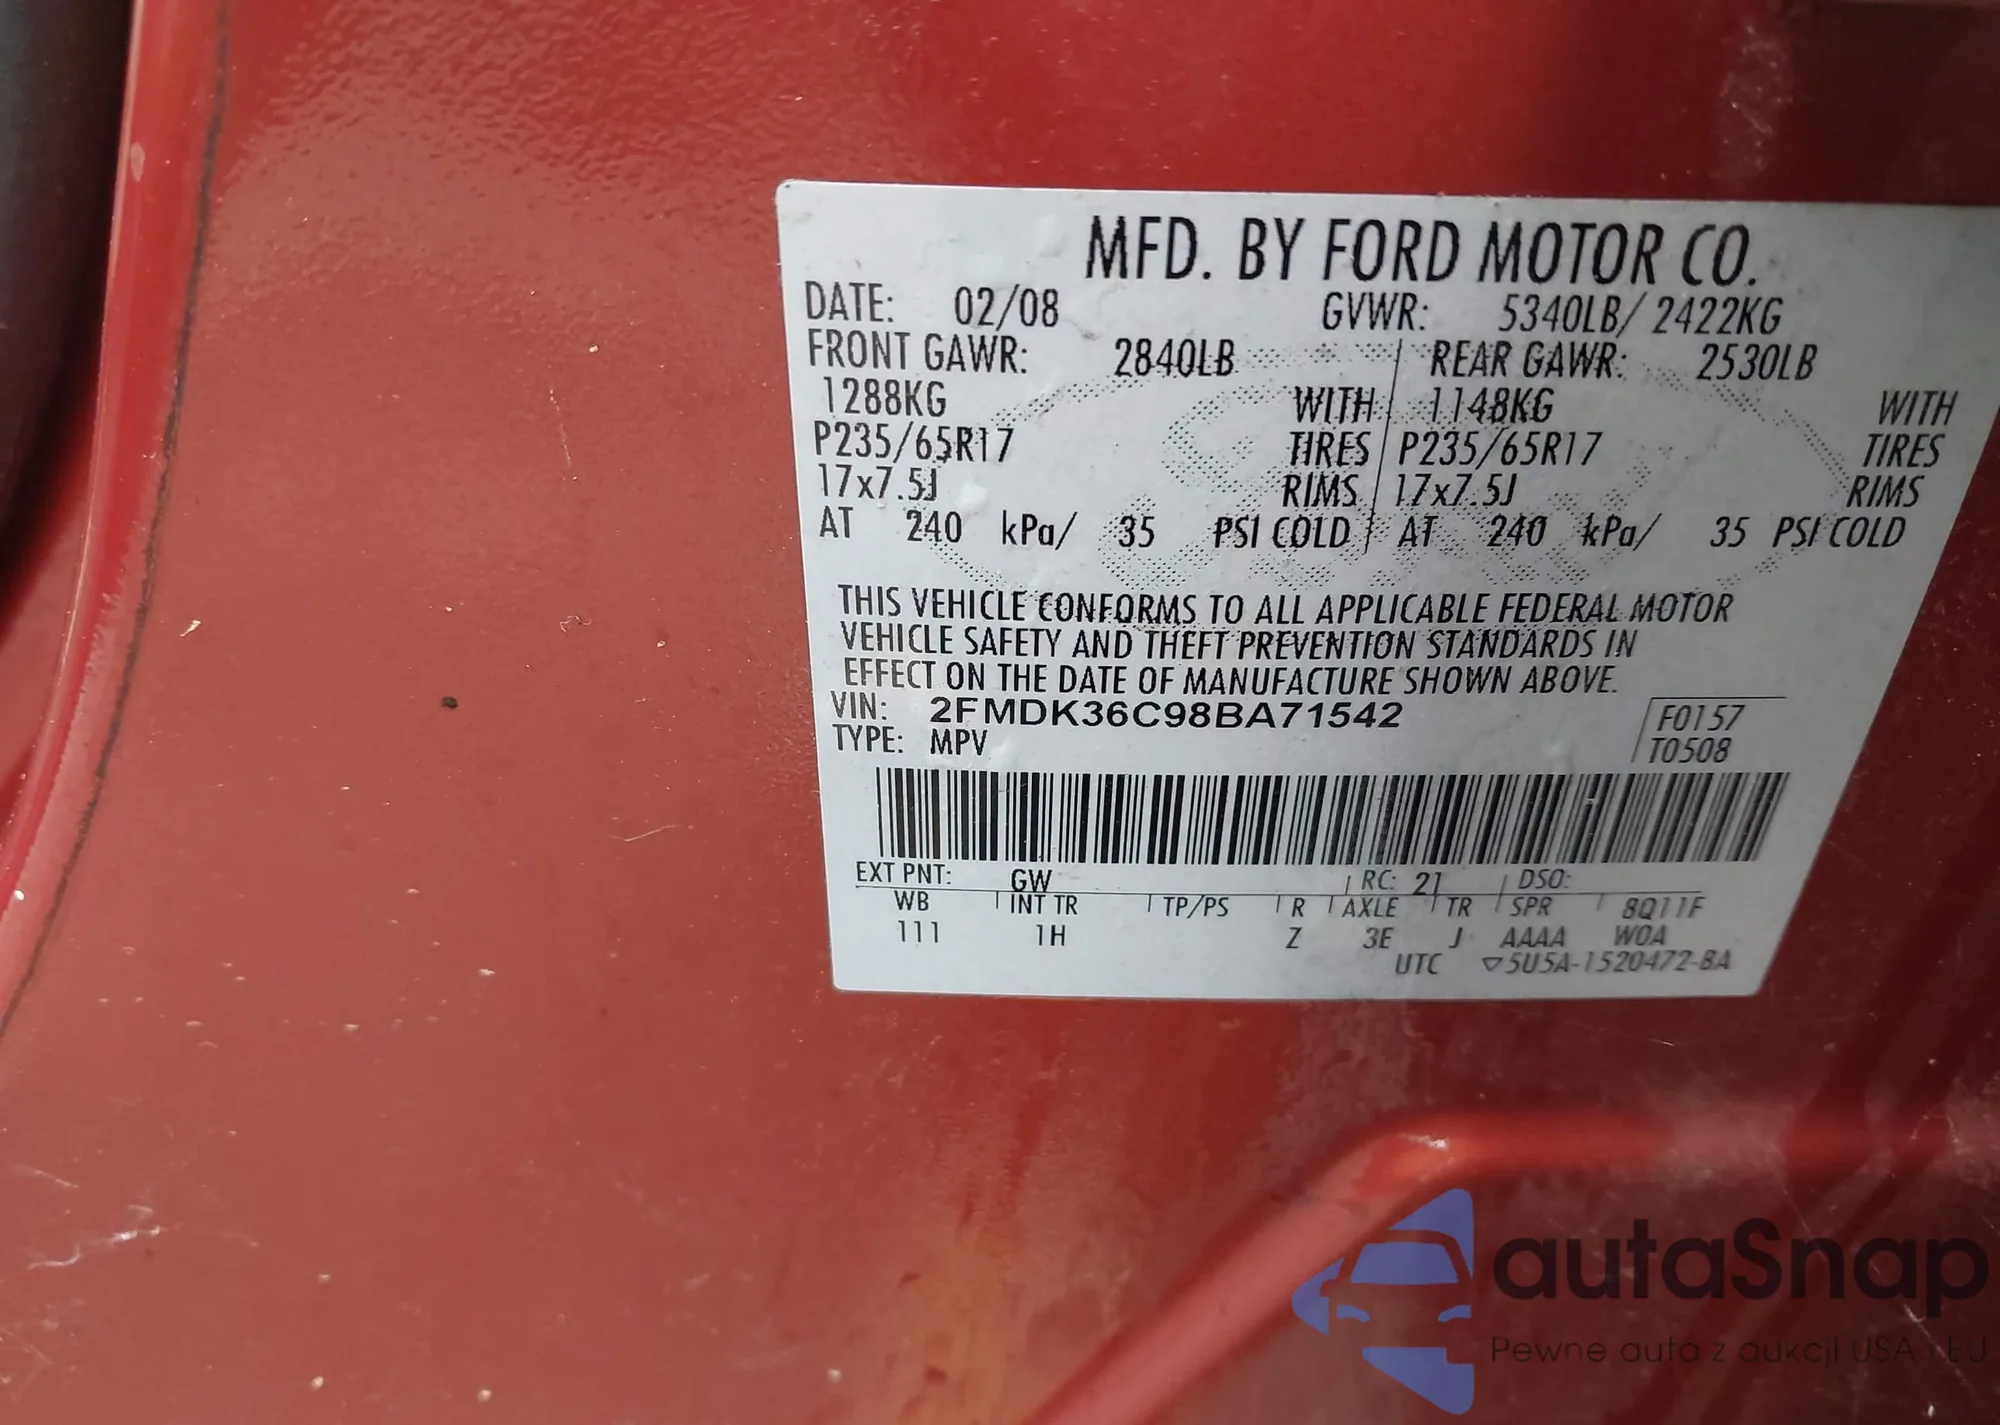 MFD. BY FORD MOTOR CO.
DATE: 02/08 GVWR: 5340LB/ 2422KG
FRONT GAWR: 2840LB REAR GAWR: 2530LB
1288KG WITH 1148KG WITH
P235/65R17 TIRES P235/65R17 TIRES
17x7.5J RIMS 17x7.5J RIMS
AT 240 kPa/ 35 PSI COLD AT 240 kPa/ 35 PSI COLD
THIS VEHICLE CONFORMS TO ALL APPLICABLE FEDERAL MOTOR
VEHICLE SAFETY AND THEFT PREVENTION STANDARDS IN
EFFECT ON THE DATE OF MANUFACTURE SHOWN ABOVE.
VIN: 2FMDK36C98BA71542 F0157
TYPE: MPV T0508
EXT PNT: GW RC: 21 DSO:
WB INT TR TP/PS R AXLE TR SPR 8Q11F
111 1H Z 3E J AAAA W0A
UTC ▽5U5A-1520472-BA
autaSnap
Pewne auta z aukcji USA i EU